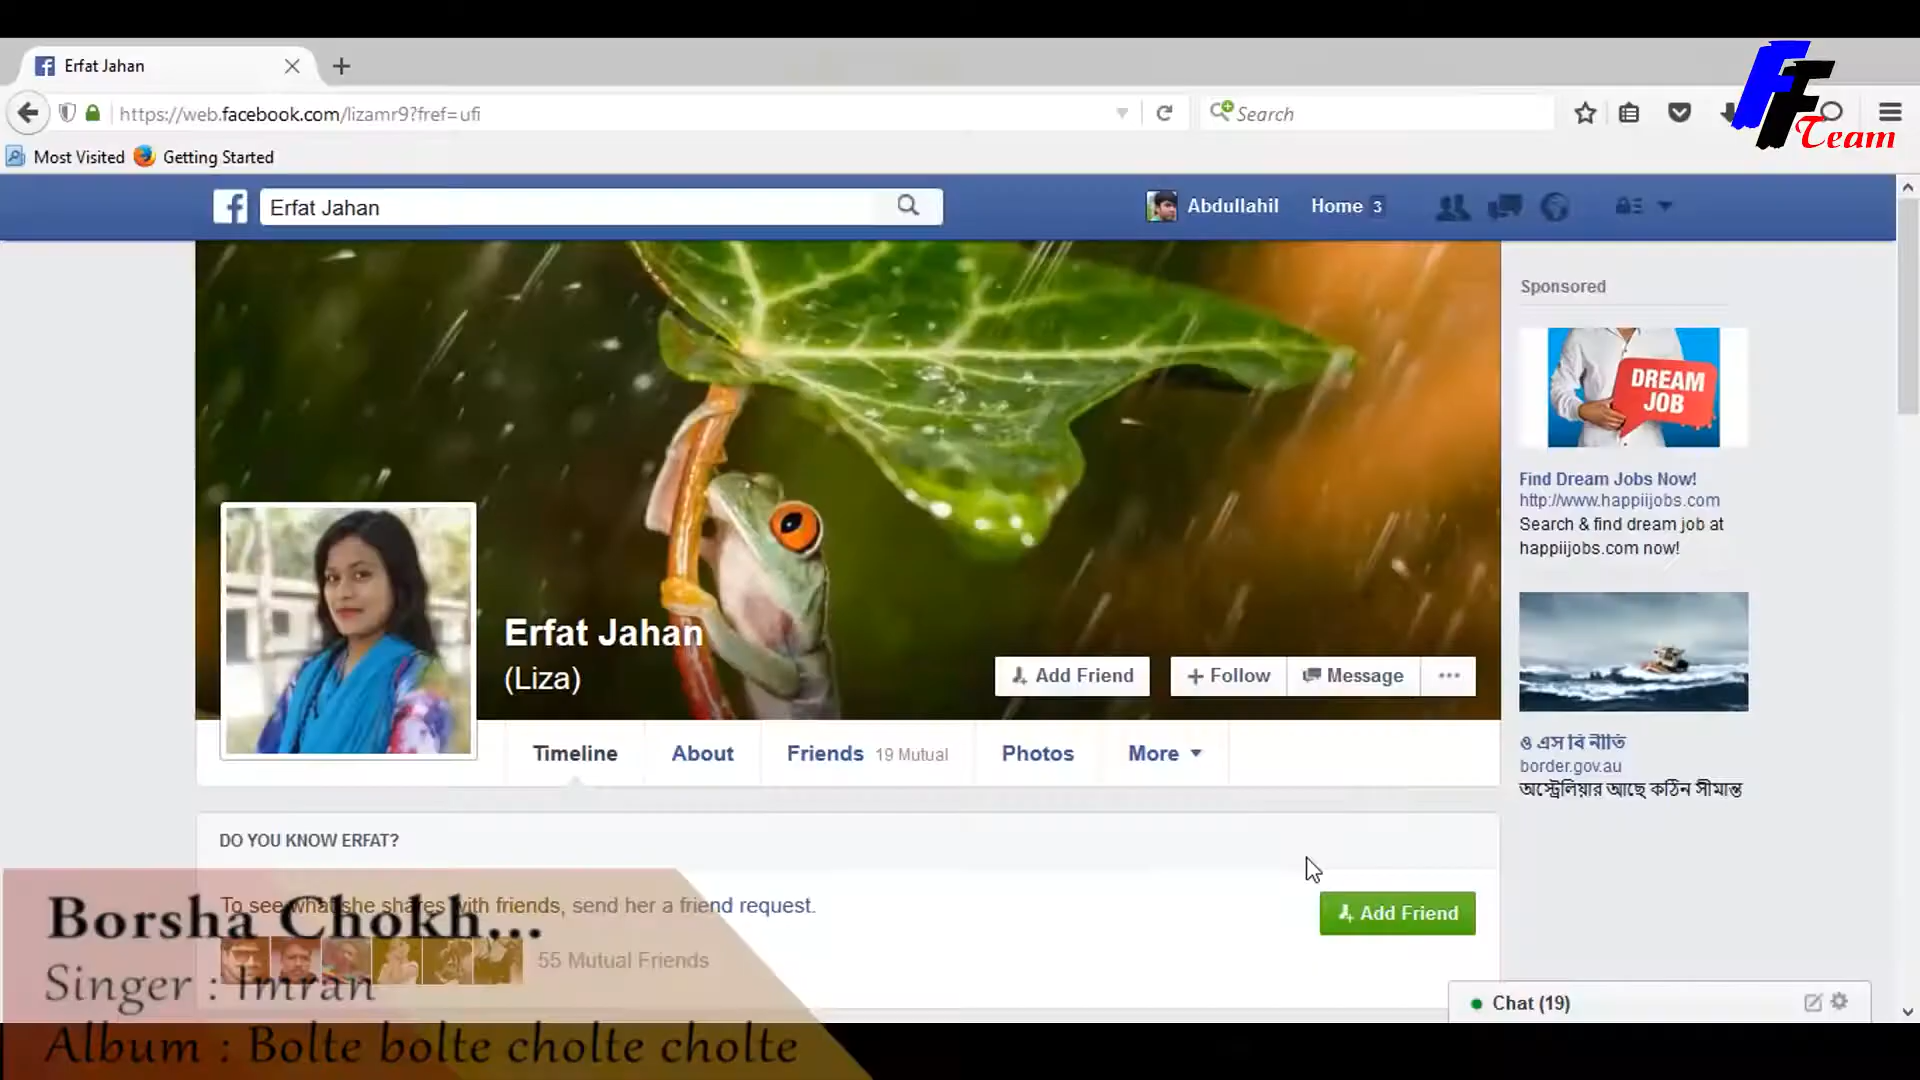 Erfat Jahan
FF Team
https://web.facebook.com/lizamr9?fref=ufi
Search
Most Visited
Getting Started
Erfat Jahan
Abdullahil
Home 3
Sponsored
DREAM
JOB
Find Dream Jobs Now!
http://www.happiijobs.com
Search & find dream job at
happiijobs.com now!
Erfat Jahan
(Liza)
Add Friend
Follow
Message
Timeline
About
Friends 19 Mutual
Photos
More
ও এস বি নীতি
border.gov.au
অস্ট্রেলিয়ার আছে কঠিন সীমান্ত
DO YOU KNOW ERFAT?
To see what she shares with friends, send her a friend request.
Add Friend
55 Mutual Friends
Chat (19)
Borsha Chokh...
Singer : Imran
Album : Bolte bolte cholte cholte